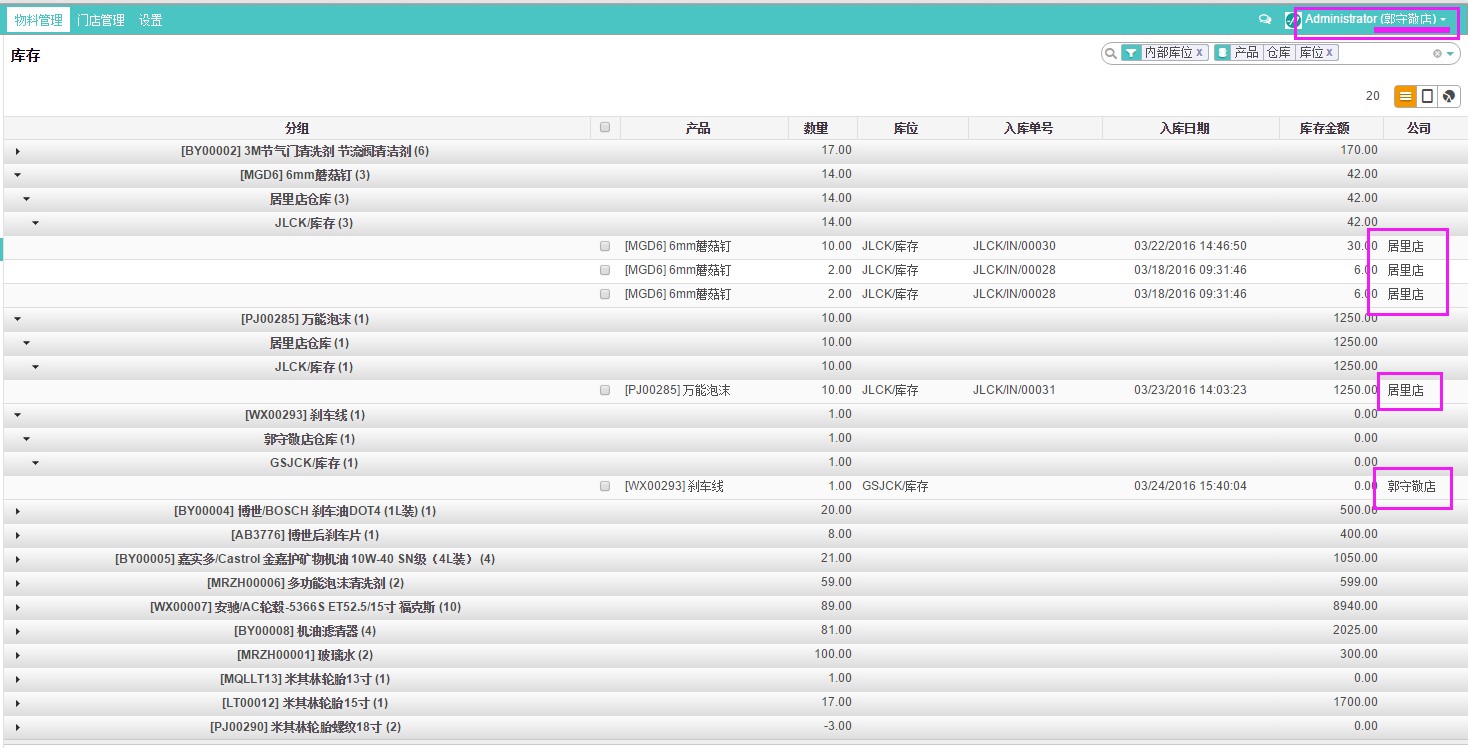 物料管理 门店管理 设置 Administrator (郭守敬店)
库存 内部库位 x 产品 仓库 库位 x
20
分组 产品 数量 库位 入库单号 入库日期 库存金额 公司
[BY00002] 3M节气门清洗剂 节流阀清洁剂 (6) 17.00 170.00
[MGD6] 6mm蘑菇钉 (3) 14.00 42.00
居里店仓库 (3) 14.00 42.00
JLCK/库存 (3) 14.00 42.00
[MGD6] 6mm蘑菇钉 10.00 JLCK/库存 JLCK/IN/00030 03/22/2016 14:46:50 30.00 居里店
[MGD6] 6mm蘑菇钉 2.00 JLCK/库存 JLCK/IN/00028 03/18/2016 09:31:46 6.00 居里店
[MGD6] 6mm蘑菇钉 2.00 JLCK/库存 JLCK/IN/00028 03/18/2016 09:31:46 6.00 居里店
[PJ00285] 万能泡沫 (1) 10.00 1250.00
居里店仓库 (1) 10.00 1250.00
JLCK/库存 (1) 10.00 1250.00
[PJ00285] 万能泡沫 10.00 JLCK/库存 JLCK/IN/00031 03/23/2016 14:03:23 1250.00 居里店
[WX00293] 刹车线 (1) 1.00 0.00
郭守敬店仓库 (1) 1.00 0.00
GSJCK/库存 (1) 1.00 0.00
[WX00293] 刹车线 1.00 GSJCK/库存 03/24/2016 15:40:04 0.00 郭守敬店
[BY00004] 博世/BOSCH 刹车油DOT4 (1L装) (1) 20.00 500.00
[AB3776] 博世后刹车片 (1) 8.00 400.00
[BY00005] 嘉实多/Castrol 金嘉护矿物机油 10W-40 SN级（4L装） (4) 21.00 1050.00
[MRZH00006] 多功能泡沫清洗剂 (2) 59.00 599.00
[WX00007] 安驰/AC轮毂-5366S ET52.5/15寸 福克斯 (10) 89.00 8940.00
[BY00008] 机油滤清器 (4) 81.00 2025.00
[MRZH00001] 玻璃水 (2) 100.00 300.00
[MQLLT13] 米其林轮胎13寸 (1) 1.00 0.00
[LT00012] 米其林轮胎15寸 (1) 17.00 1700.00
[PJ00290] 米其林轮胎螺纹18寸 (2) -3.00 0.00